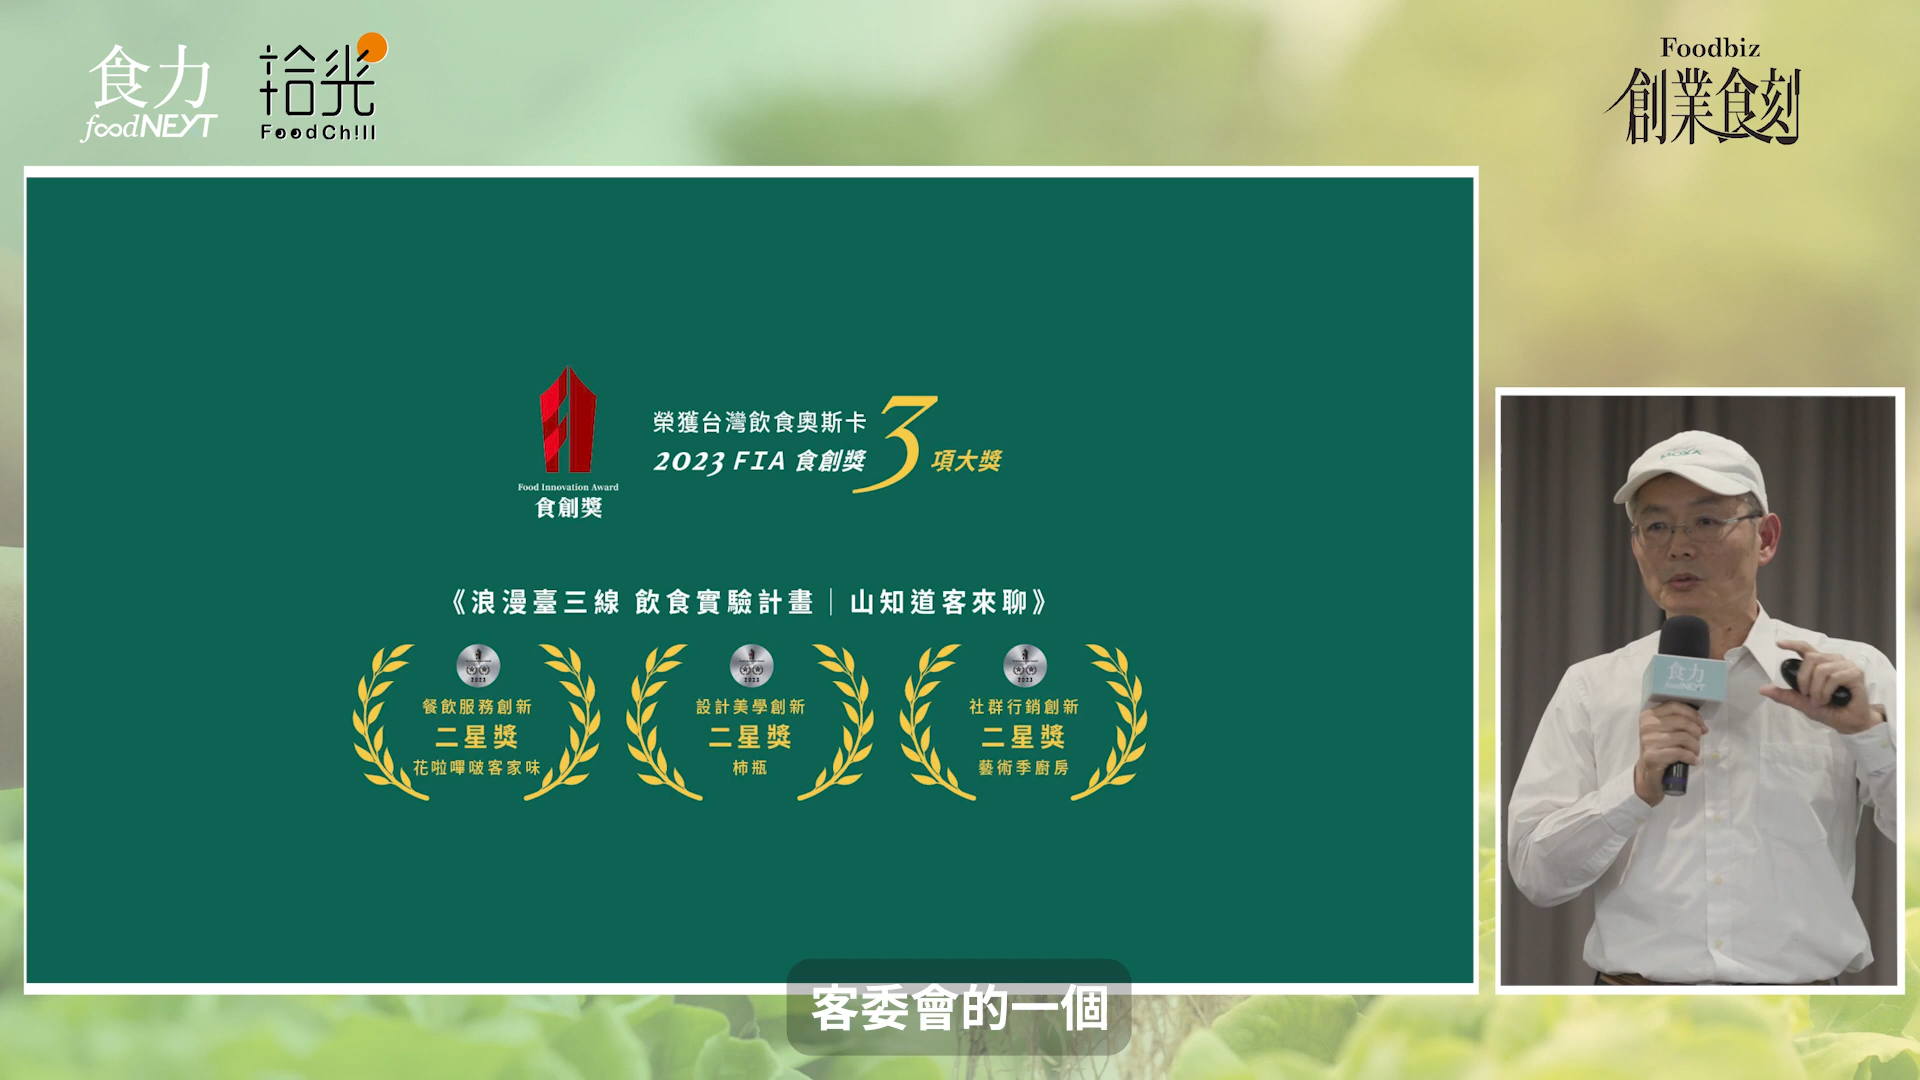 食力
foodNEXT
拾光
FoodCh!ll
Foodbiz
創業食刻
Food Innovation Award
食創獎
榮獲台灣飲食奧斯卡
2023 FIA 食創獎 3 項大獎
《浪漫臺三線 飲食實驗計畫｜山知道客來聊》
2023
餐飲服務創新
二星獎
花啦嗶啵客家味
2023
設計美學創新
二星獎
柿瓶
2023
社群行銷創新
二星獎
藝術季廚房
食力
foodNEXT
客委會的一個